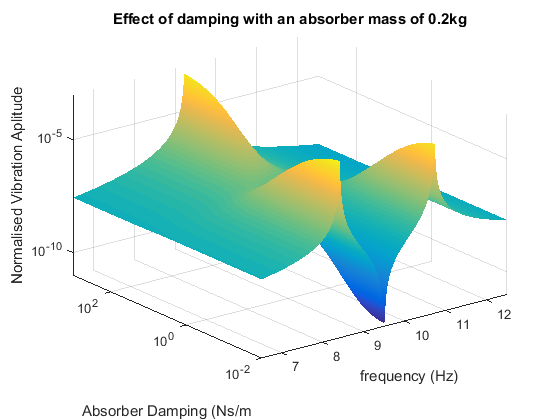 Effect of damping with an absorber mass of 0.2kg
Normalised Vibration Aplitude
10^-5
10^-10
10^2
10^0
10^-2
7
8
9
10
11
12
frequency (Hz)
Absorber Damping (Ns/m